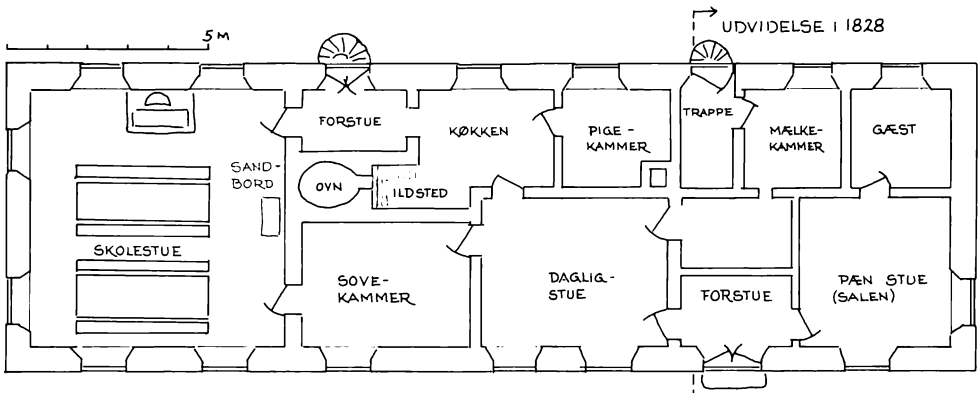 5 M
UDVIDELSE I 1828
FORSTUE
KØKKEN
PIGE-
KAMMER
TRAPPE
MÆLKE-
KAMMER
GÆST
SAND-
BORD
OVN
ILDSTED
SKOLESTUE
SOVE-
KAMMER
DAGLIG-
STUE
FORSTUE
PÆN STUE
(SALEN)